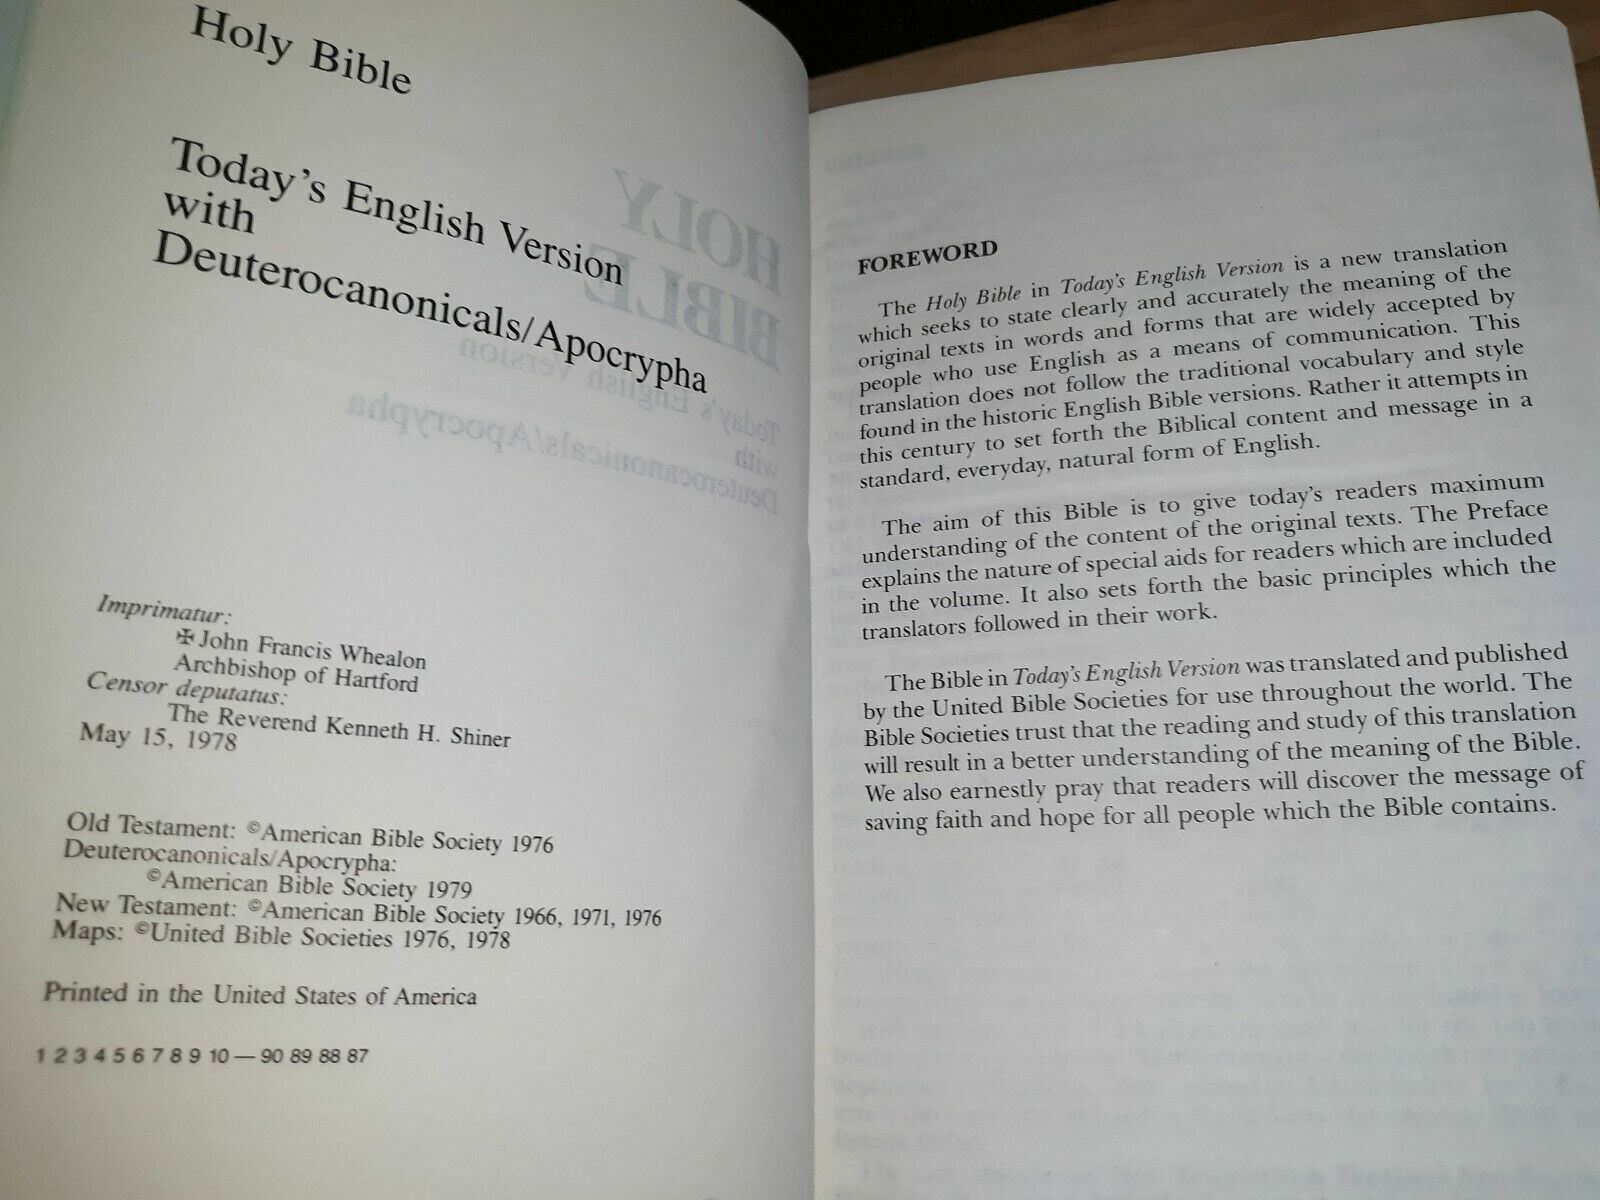 Holy Bible
Today's English Version
with
Deuterocanonicals/Apocrypha
Imprimatur:
✠ John Francis Whealon
Archbishop of Hartford
Censor deputatus:
The Reverend Kenneth H. Shiner
May 15, 1978
Old Testament: ©American Bible Society 1976
Deuterocanonicals/Apocrypha:
©American Bible Society 1979
New Testament: ©American Bible Society 1966, 1971, 1976
Maps: ©United Bible Societies 1976, 1978
Printed in the United States of America
1 2 3 4 5 6 7 8 9 10 — 90 89 88 87
HOLY
BIBLE
Today's English Version
with
Deuterocanonicals/Apocrypha
FOREWORD
The Holy Bible in Today's English Version is a new translation
which seeks to state clearly and accurately the meaning of the
original texts in words and forms that are widely accepted by
people who use English as a means of communication. This
translation does not follow the traditional vocabulary and style
found in the historic English Bible versions. Rather it attempts in
this century to set forth the Biblical content and message in a
standard, everyday, natural form of English.
The aim of this Bible is to give today's readers maximum
understanding of the content of the original texts. The Preface
explains the nature of special aids for readers which are included
in the volume. It also sets forth the basic principles which the
translators followed in their work.
The Bible in Today's English Version was translated and published
by the United Bible Societies for use throughout the world. The
Bible Societies trust that the reading and study of this translation
will result in a better understanding of the meaning of the Bible.
We also earnestly pray that readers will discover the message of
saving faith and hope for all people which the Bible contains.